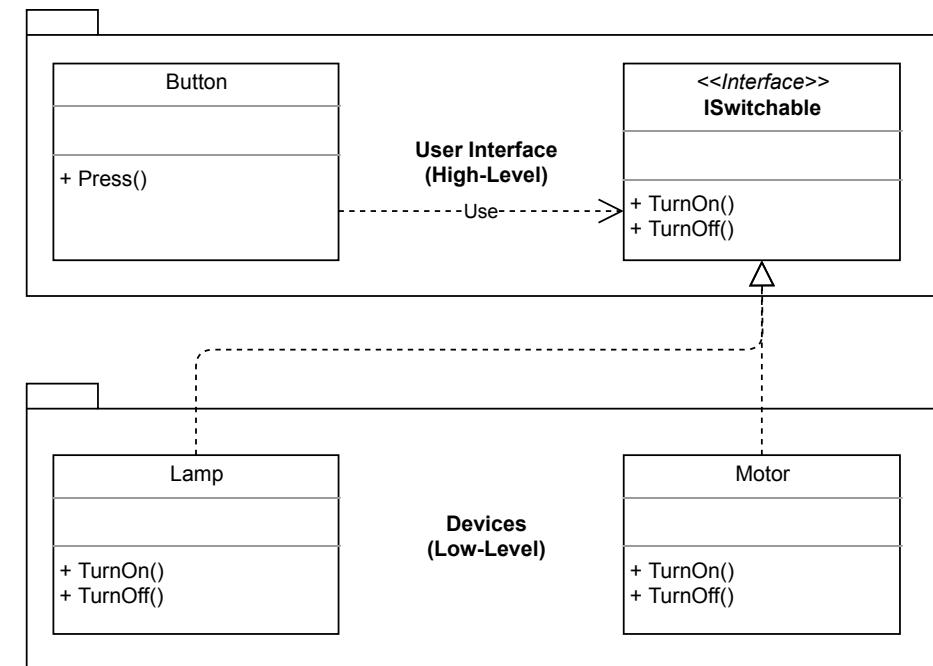 Button
+ Press()
User Interface
(High-Level)
Use
<<Interface>>
ISwitchable
+ TurnOn()
+ TurnOff()
Lamp
+ TurnOn()
+ TurnOff()
Devices
(Low-Level)
Motor
+ TurnOn()
+ TurnOff()